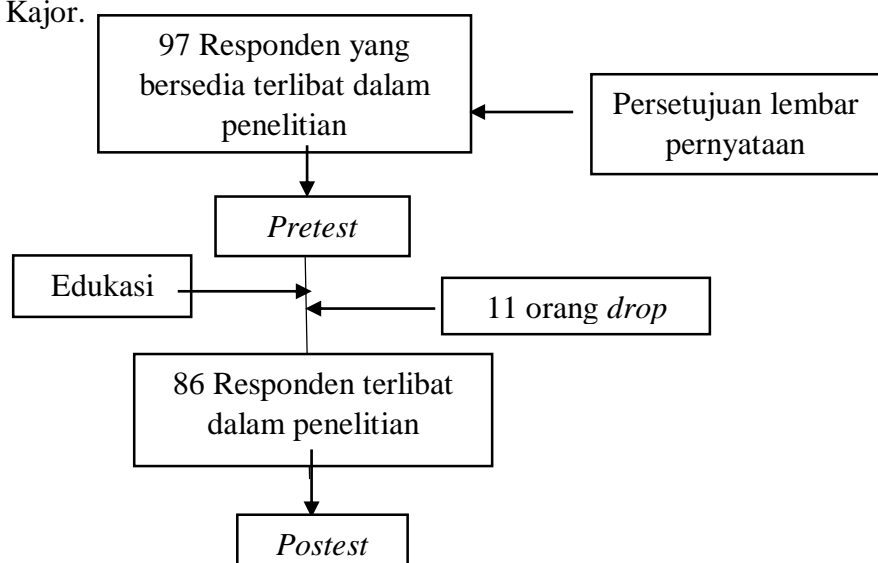 Kajor.
97 Responden yang
bersedia terlibat dalam
penelitian
Persetujuan lembar
pernyataan
Pretest
Edukasi
11 orang drop
86 Responden terlibat
dalam penelitian
Postest